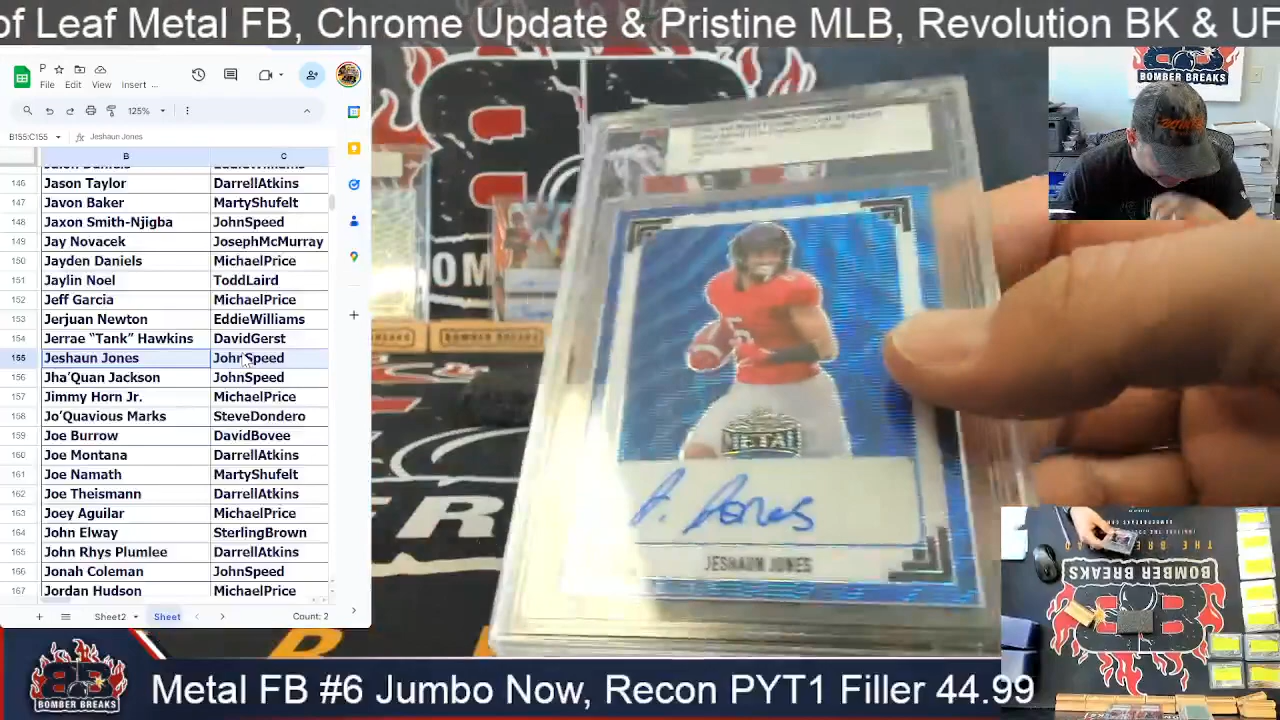 of Leaf Metal FB, Chrome Update & Pristine MLB, Revolution BK & UF
P
File Edit View Insert ...
125%
B155:C155 fx Jeshaun Jones
B C
146 Jason Taylor DarrellAtkins
147 Javon Baker MartyShufelt
148 Jaxon Smith-Njigba JohnSpeed
149 Jay Novacek JosephMcMurray
150 Jayden Daniels MichaelPrice
151 Jaylin Noel ToddLaird
152 Jeff Garcia MichaelPrice
153 Jerjuan Newton EddieWilliams
154 Jerrae “Tank” Hawkins DavidGerst
155 Jeshaun Jones JohnSpeed
156 Jha’Quan Jackson JohnSpeed
157 Jimmy Horn Jr. MichaelPrice
158 Jo’Quavious Marks SteveDondero
159 Joe Burrow DavidBovee
160 Joe Montana DarrellAtkins
161 Joe Namath MartyShufelt
162 Joe Theismann DarrellAtkins
163 Joey Aguilar MichaelPrice
164 John Elway SterlingBrown
165 John Rhys Plumlee DarrellAtkins
166 Jonah Coleman JohnSpeed
167 Jordan Hudson MichaelPrice
Sheet2 Sheet Count: 2
METAL
J. Jones
JESHAUN JONES
BOMBER BREAKS
THE BREAK
BOMBER BREAKS
BOMBER BREAKS
Metal FB #6 Jumbo Now, Recon PYT1 Filler 44.99